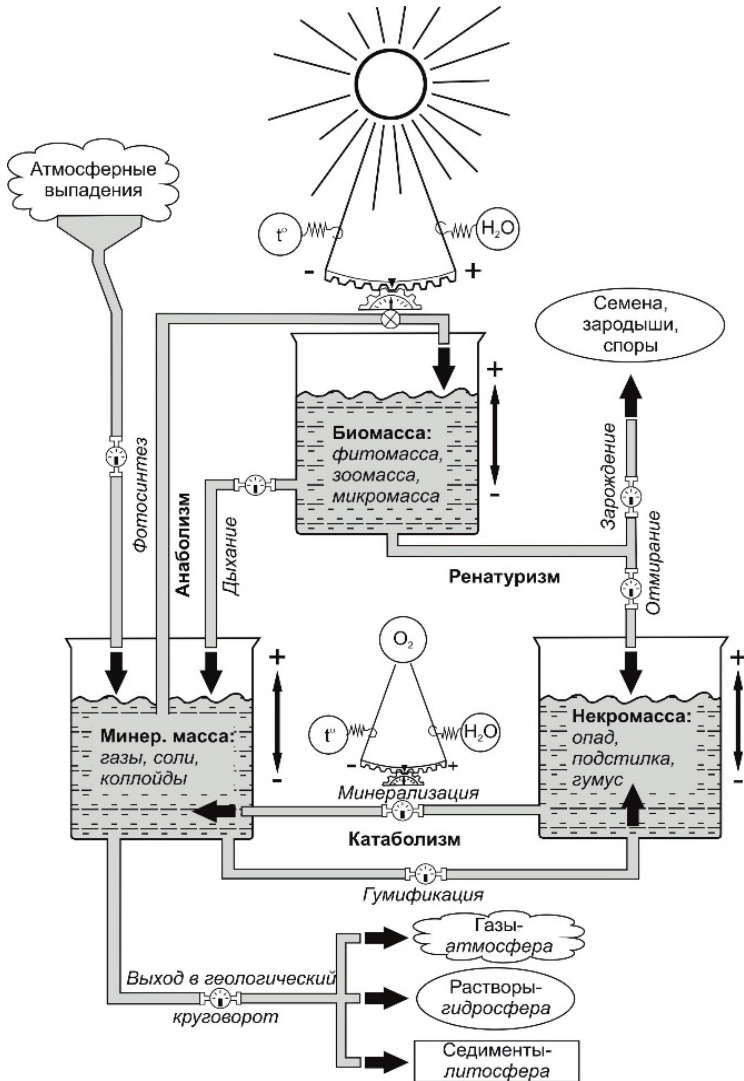 Атмосферные
выпадения
t°
H₂O
-
+
Семена,
зародыши,
споры
Фотосинтез
Анаболизм
Дыхание
Биомасса:
фитомасса,
зоомасса,
микромасса
+
-
Зарождение
Ренатуризм
Отмирание
O₂
t°
H₂O
-
+
Минер. масса:
газы, соли,
коллойды
+
-
Некромасса:
опад,
подстилка,
гумус
+
-
Минерализация
Катаболизм
Гумификация
Выход в геологический
круговорот
Газы-
атмосфера
Растворы-
гидросфера
Седименты-
литосфера